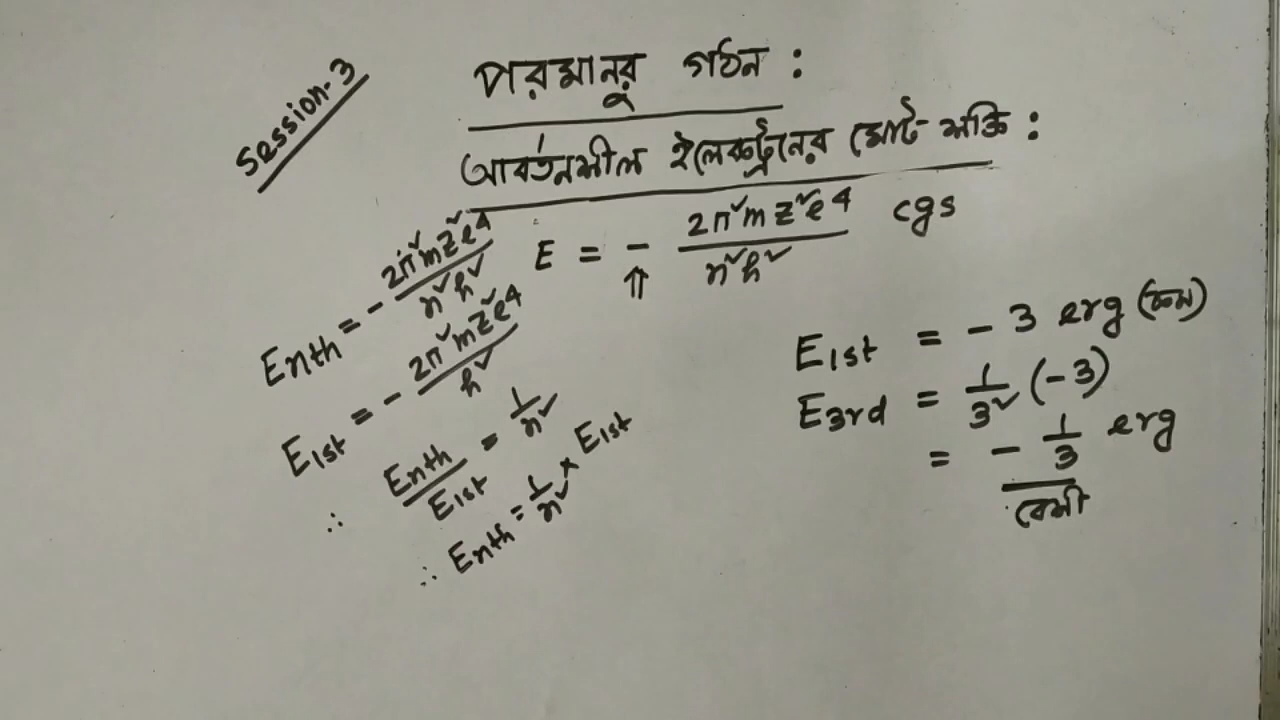 Session-3
পরমানুর গঠন :
আবর্তনশীল ইলেকট্রনের মোট শক্তি :
E = - 2π²mz²e⁴ / n²h² cgs
⇑
Enth = - 2π²mz²e⁴ / n²h²
E1st = - 2π²mz²e⁴ / h²
∴ Enth / E1st = 1 / n²
∴ Enth = 1 / n² × E1st
E1st = - 3 erg (কম)
E3rd = 1 / 3² (-3)
= - 1 / 3 erg
বেশী